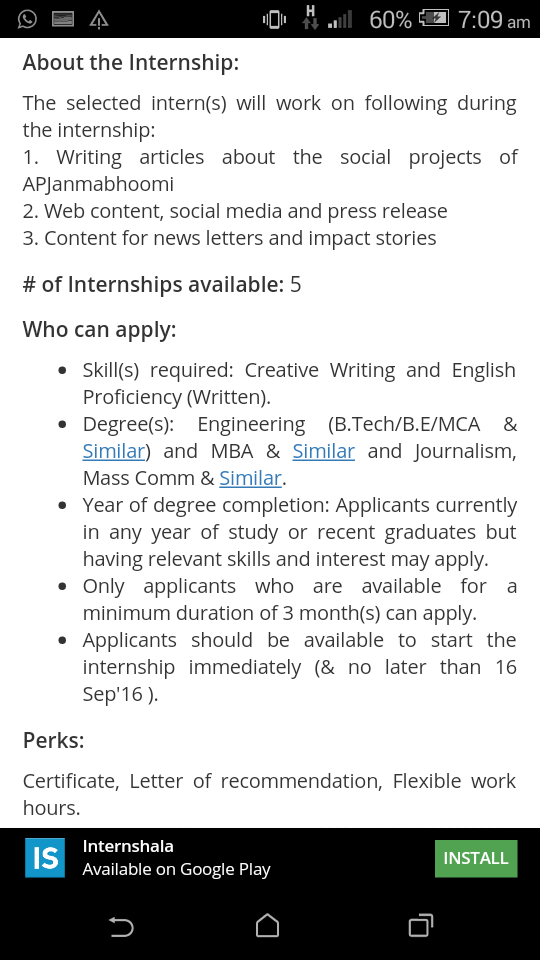 H
60%
7:09 am
About the Internship:
The selected intern(s) will work on following during
the internship:
1. Writing articles about the social projects of
APJanmabhoomi
2. Web content, social media and press release
3. Content for news letters and impact stories
# of Internships available: 5
Who can apply:
• Skill(s) required: Creative Writing and English
Proficiency (Written).
• Degree(s): Engineering (B.Tech/B.E/MCA &
Similar) and MBA & Similar and Journalism,
Mass Comm & Similar.
• Year of degree completion: Applicants currently
in any year of study or recent graduates but
having relevant skills and interest may apply.
• Only applicants who are available for a
minimum duration of 3 month(s) can apply.
• Applicants should be available to start the
internship immediately (& no later than 16
Sep'16 ).
Perks:
Certificate, Letter of recommendation, Flexible work
hours.
IS
Internshala
Available on Google Play
INSTALL